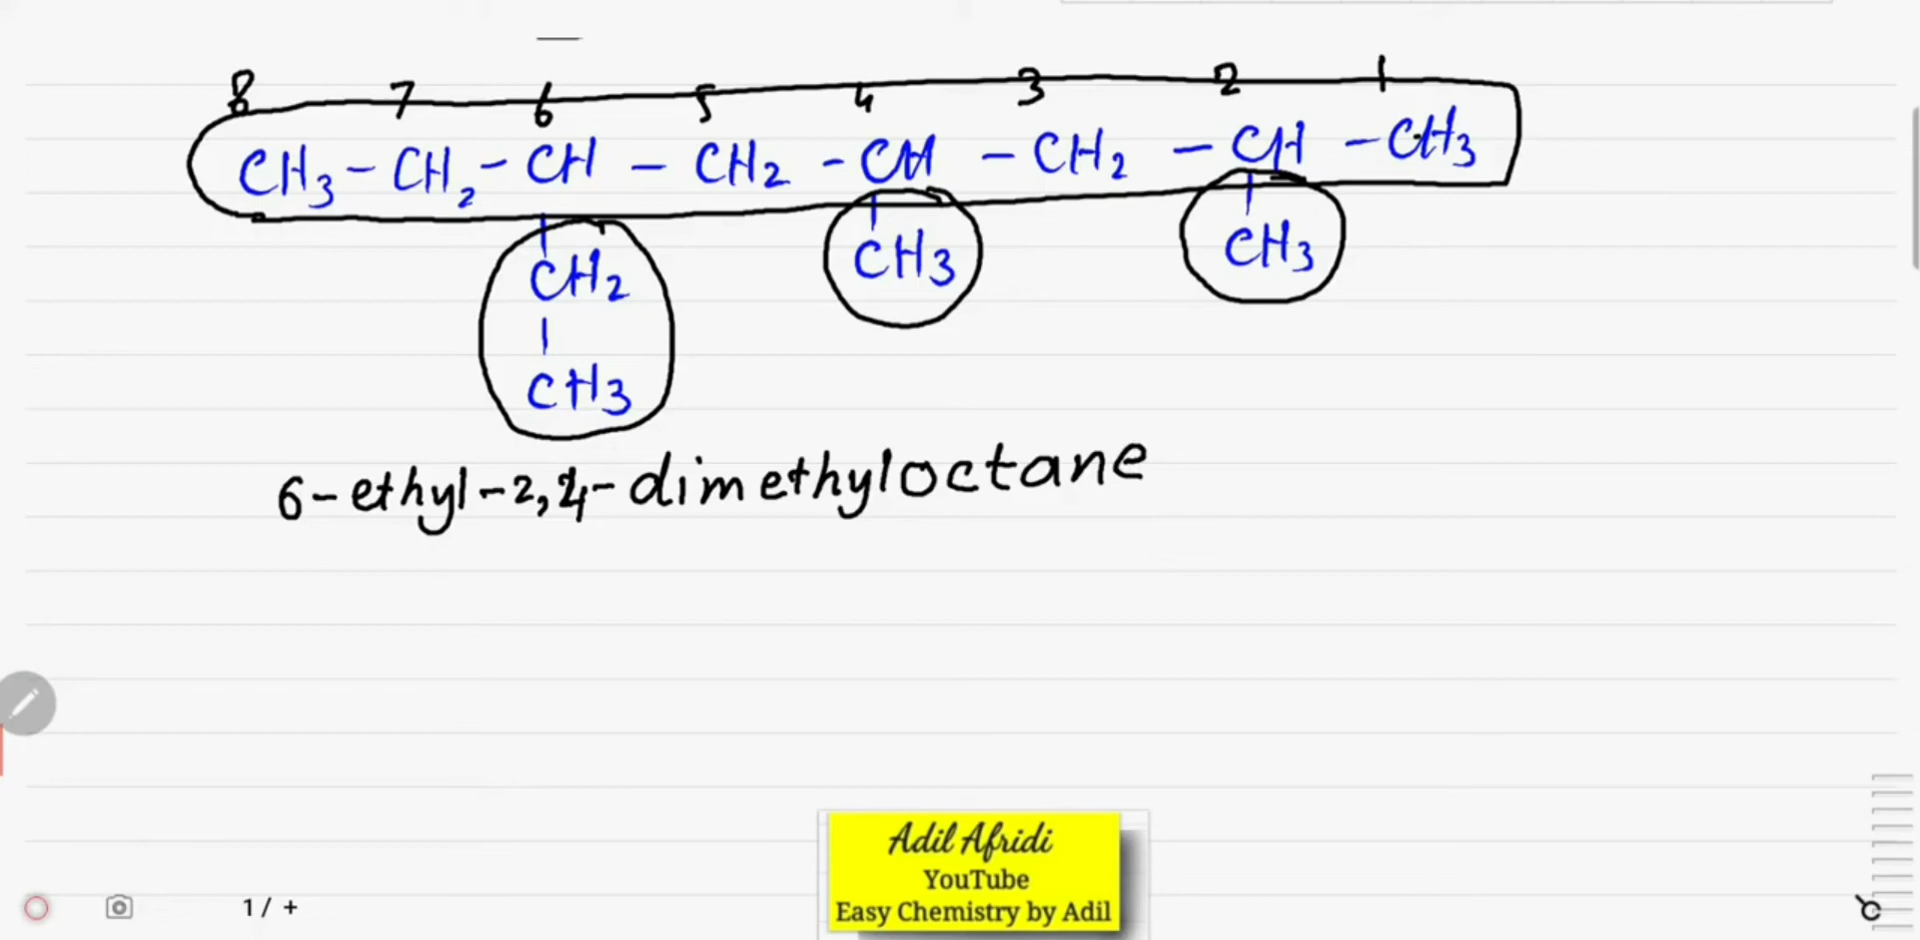 8 7 6 5 4 3 2 1
CH3 - CH2 - CH - CH2 - CH - CH2 - CH - CH3
CH3 CH3
CH2
CH3
6-ethyl-2,4-dimethyloctane
Adil Afridi
YouTube
Easy Chemistry by Adil
1 / +